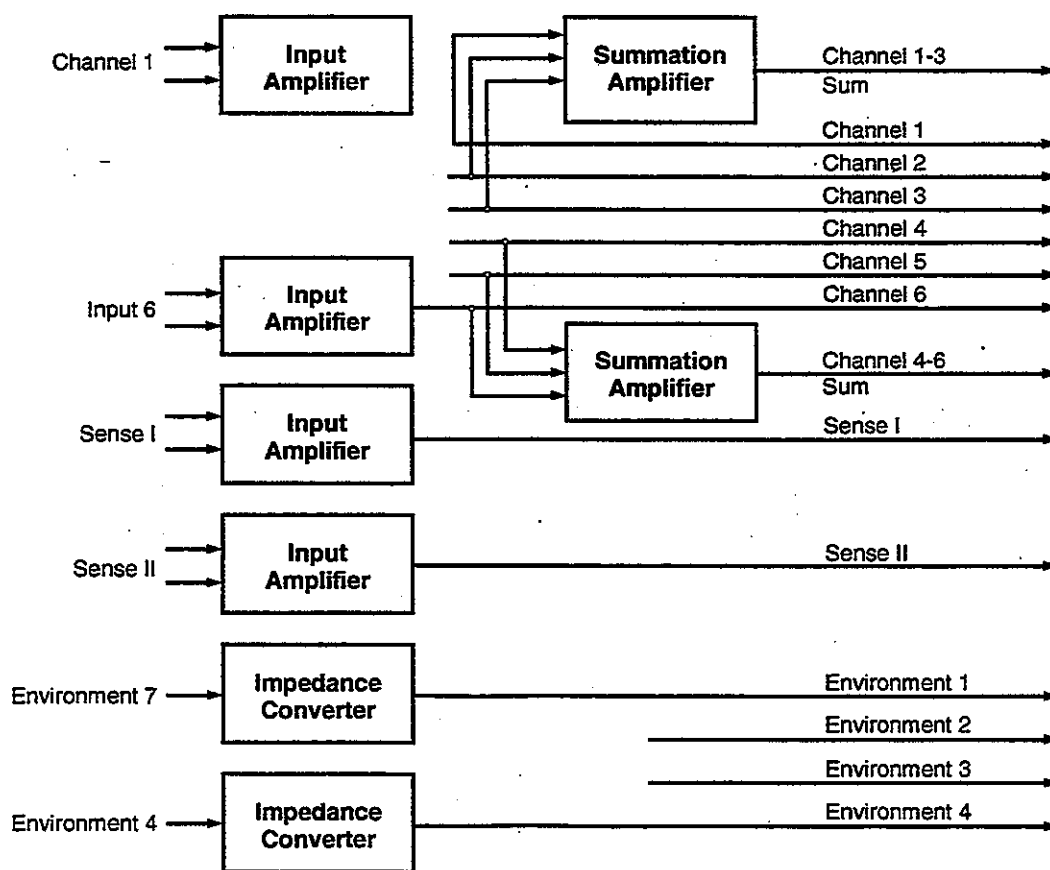 Channel 1
Input
Amplifier
Summation
Amplifier
Channel 1-3
Sum
Channel 1
Channel 2
Channel 3
Channel 4
Channel 5
Channel 6
Input 6
Input
Amplifier
Summation
Amplifier
Channel 4-6
Sum
Sense I
Input
Amplifier
Sense I
Sense II
Input
Amplifier
Sense II
Environment 7
Impedance
Converter
Environment 1
Environment 2
Environment 3
Environment 4
Impedance
Converter
Environment 4